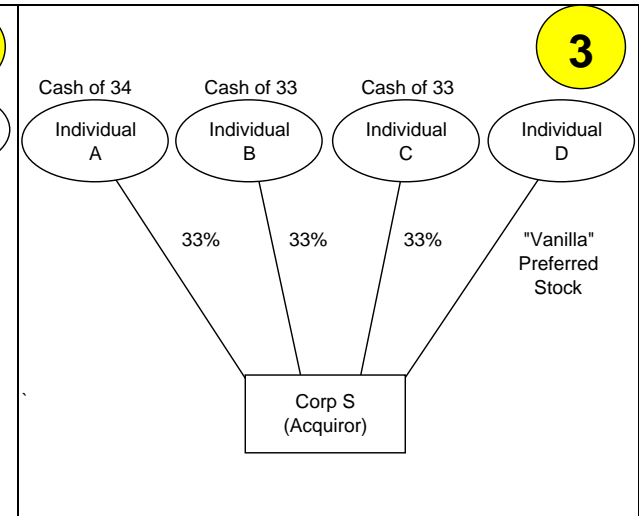 3
Cash of 34
Cash of 33
Cash of 33
Individual
A
Individual
B
Individual
C
Individual
D
33%
33%
33%
"Vanilla"
Preferred
Stock
Corp S
(Acquiror)
`